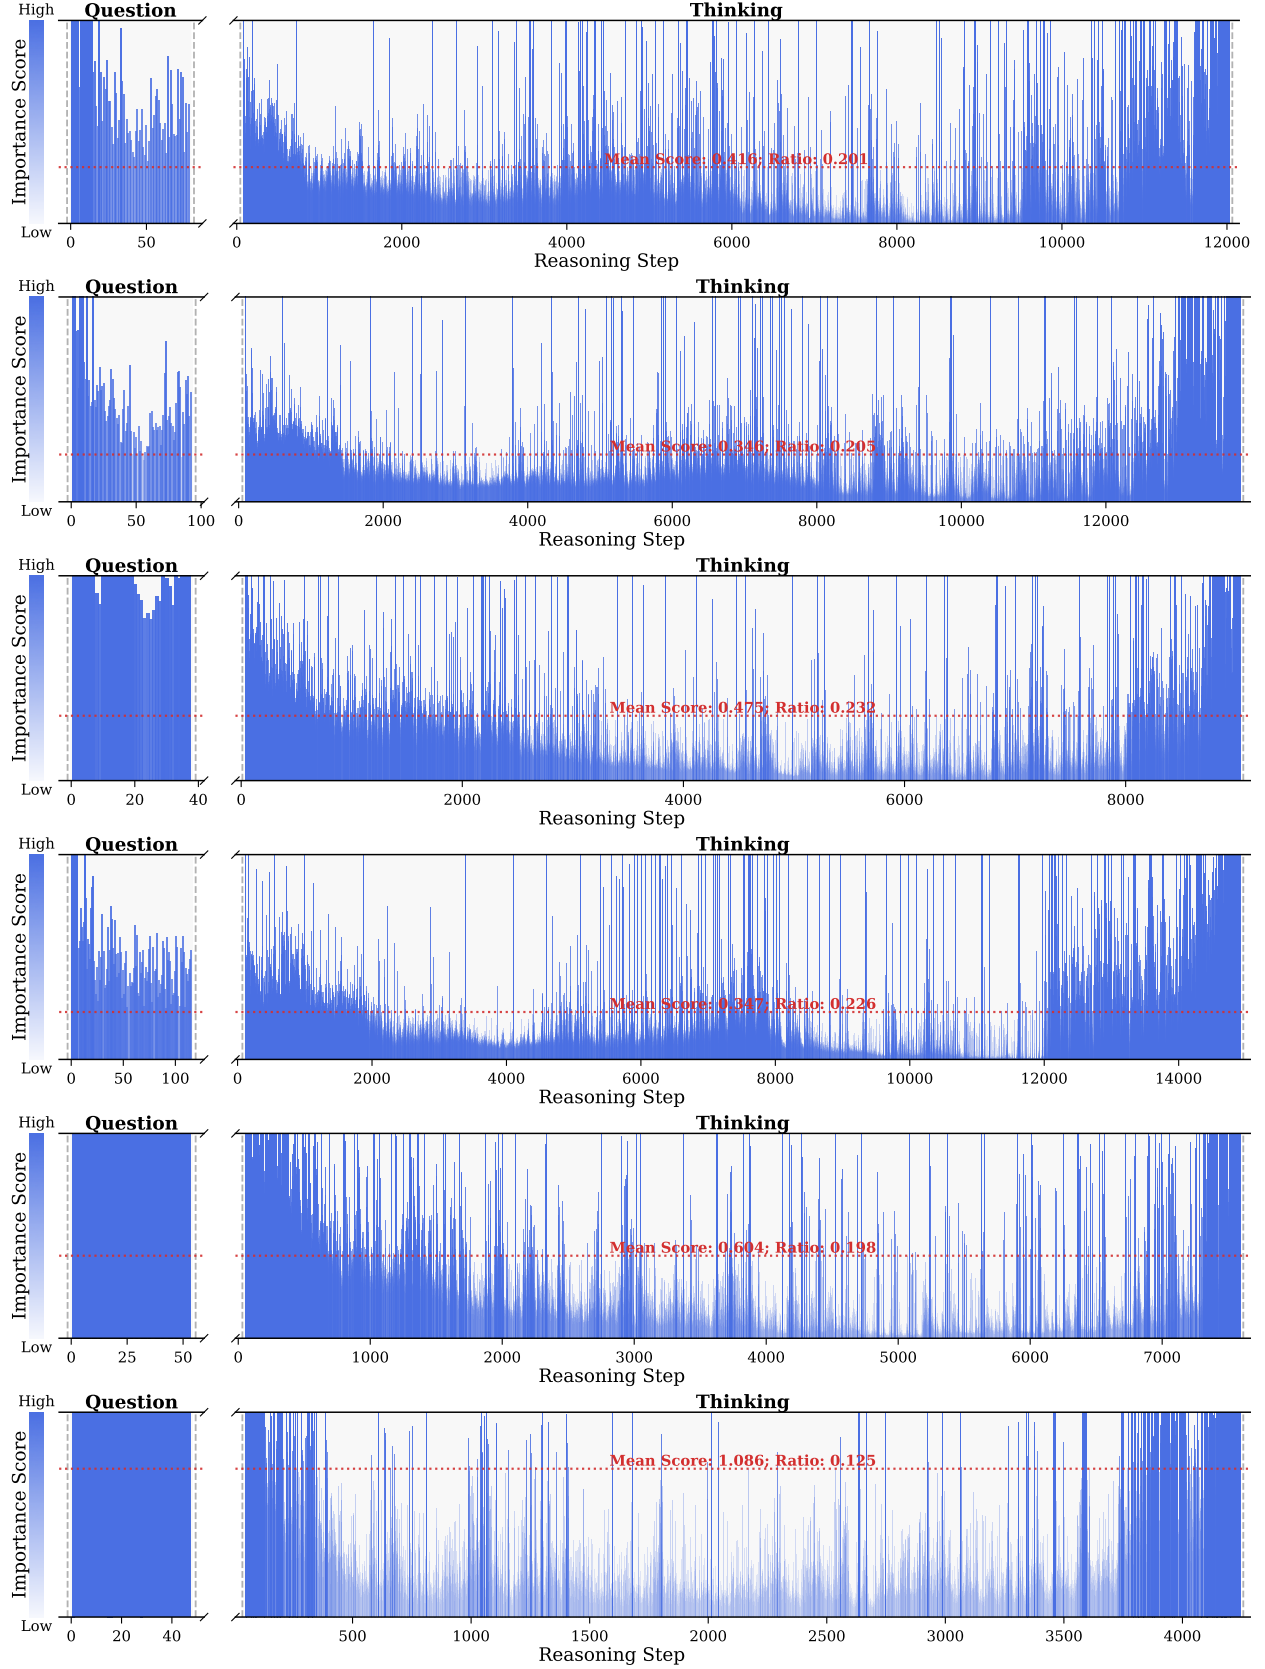 High Question Thinking
Importance Score
Mean Score: 0.416; Ratio: 0.201
Low
0 50 0 2000 4000 6000 8000 10000 12000
Reasoning Step
High Question Thinking
Importance Score
Mean Score: 0.346; Ratio: 0.205
Low
0 50 100 0 2000 4000 6000 8000 10000 12000
Reasoning Step
High Question Thinking
Importance Score
Mean Score: 0.475; Ratio: 0.232
Low
0 20 40 0 2000 4000 6000 8000
Reasoning Step
High Question Thinking
Importance Score
Mean Score: 0.347; Ratio: 0.226
Low
0 50 100 0 2000 4000 6000 8000 10000 12000 14000
Reasoning Step
High Question Thinking
Importance Score
Mean Score: 0.604; Ratio: 0.198
Low
0 25 50 0 1000 2000 3000 4000 5000 6000 7000
Reasoning Step
High Question Thinking
Importance Score
Mean Score: 1.086; Ratio: 0.125
Low
0 20 40 500 1000 1500 2000 2500 3000 3500 4000
Reasoning Step